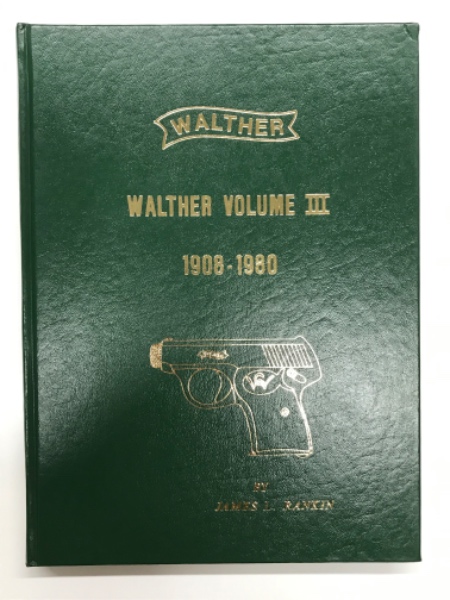 WALTHER
WALTHER VOLUME III
1908-1980
BY
JAMES L. RANKIN